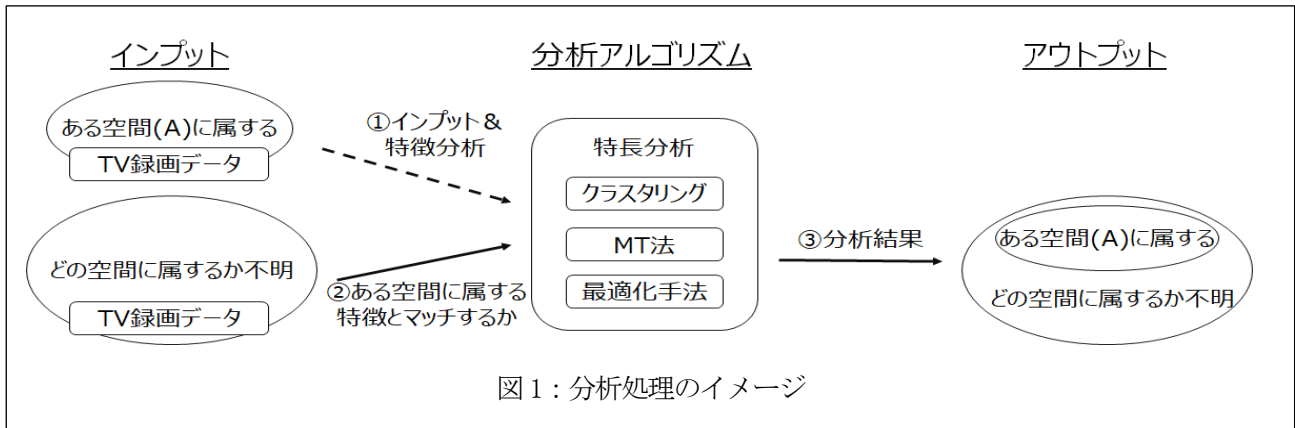 インプット
分析アルゴリズム
アウトプット
ある空間(A)に属する
TV録画データ
どの空間に属するか不明
TV録画データ
①インプット＆
特徴分析
②ある空間に属する
特徴とマッチするか
特長分析
クラスタリング
MT法
最適化手法
③分析結果
ある空間(A)に属する
どの空間に属するか不明
図1：分析処理のイメージ